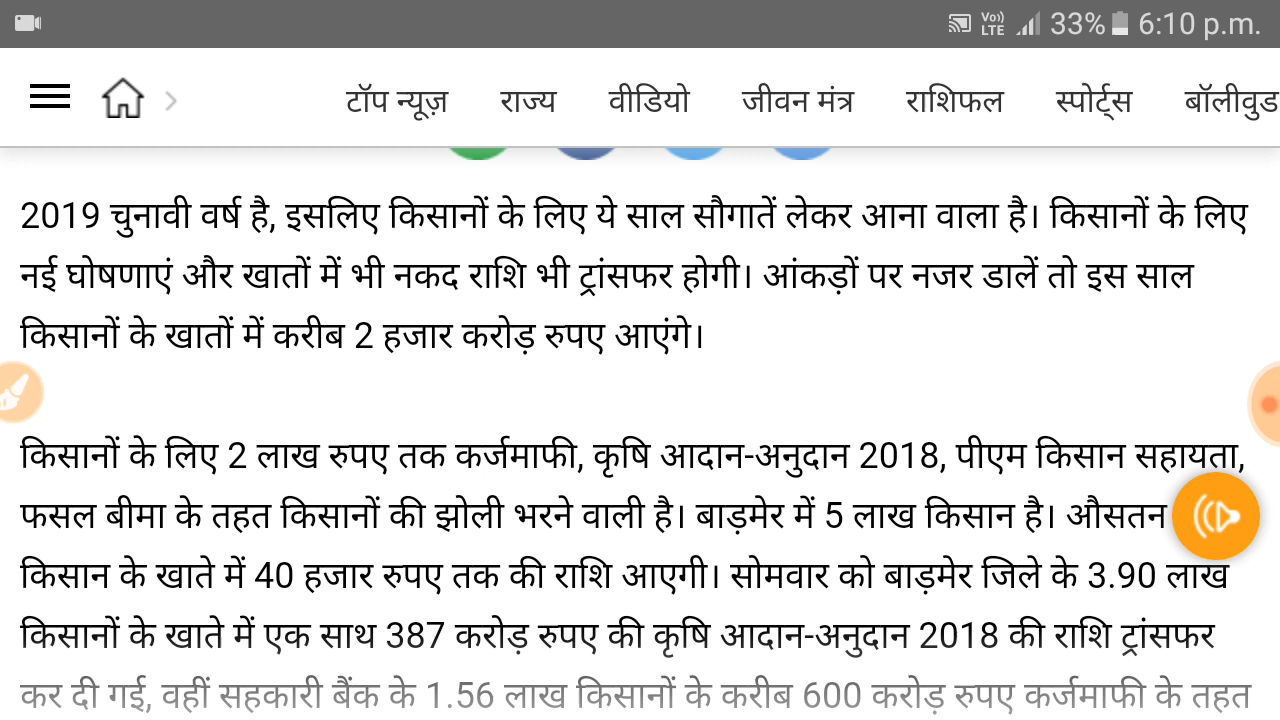 Vo)) LTE 33% 6:10 p.m.
टॉप न्यूज़ राज्य वीडियो जीवन मंत्र राशिफल स्पोर्ट्स बॉलीवुड
2019 चुनावी वर्ष है, इसलिए किसानों के लिए ये साल सौगातें लेकर आना वाला है। किसानों के लिए
नई घोषणाएं और खातों में भी नकद राशि भी ट्रांसफर होगी। आंकड़ों पर नजर डालें तो इस साल
किसानों के खातों में करीब 2 हजार करोड़ रुपए आएंगे।
किसानों के लिए 2 लाख रुपए तक कर्जमाफी, कृषि आदान-अनुदान 2018, पीएम किसान सहायता,
फसल बीमा के तहत किसानों की झोली भरने वाली है। बाड़मेर में 5 लाख किसान है। औसतन
किसान के खाते में 40 हजार रुपए तक की राशि आएगी। सोमवार को बाड़मेर जिले के 3.90 लाख
किसानों के खाते में एक साथ 387 करोड़ रुपए की कृषि आदान-अनुदान 2018 की राशि ट्रांसफर
कर दी गई, वहीं सहकारी बैंक के 1.56 लाख किसानों के करीब 600 करोड़ रुपए कर्जमाफी के तहत